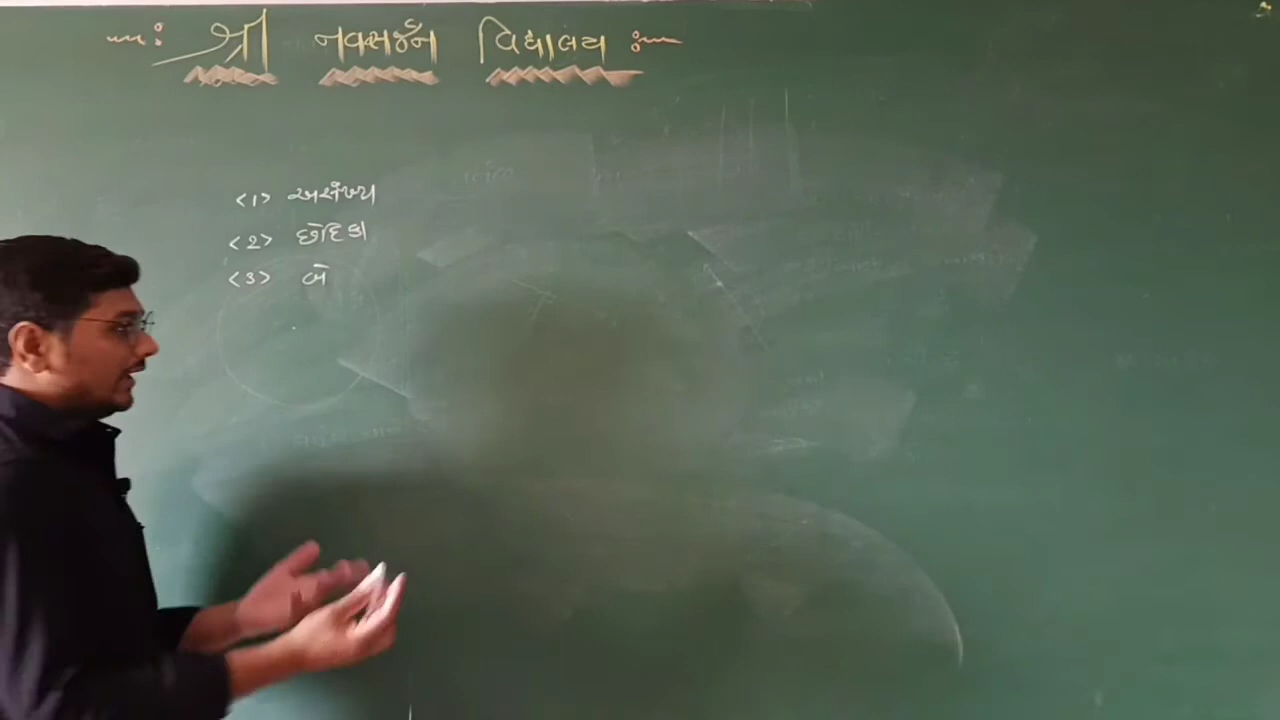 શ્રી નવસર્જન વિદ્યાલય
<1> અસંખ્ય
<2> છેદિકા
<3> બે